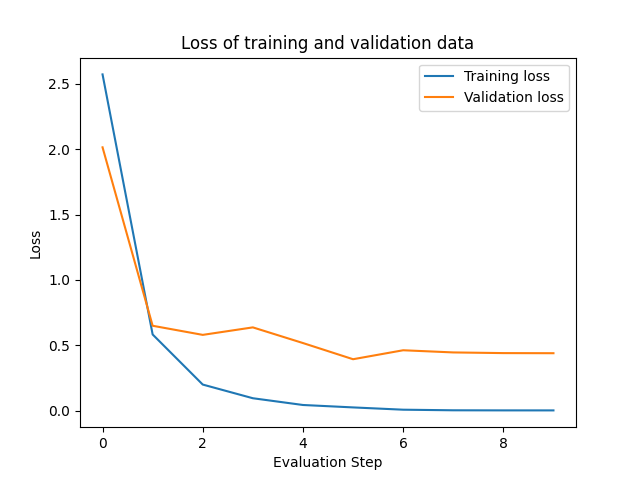 Loss of training and validation data
Training loss
Validation loss
2.5
2.0
1.5
1.0
0.5
0.0
Loss
0 2 4 6 8
Evaluation Step